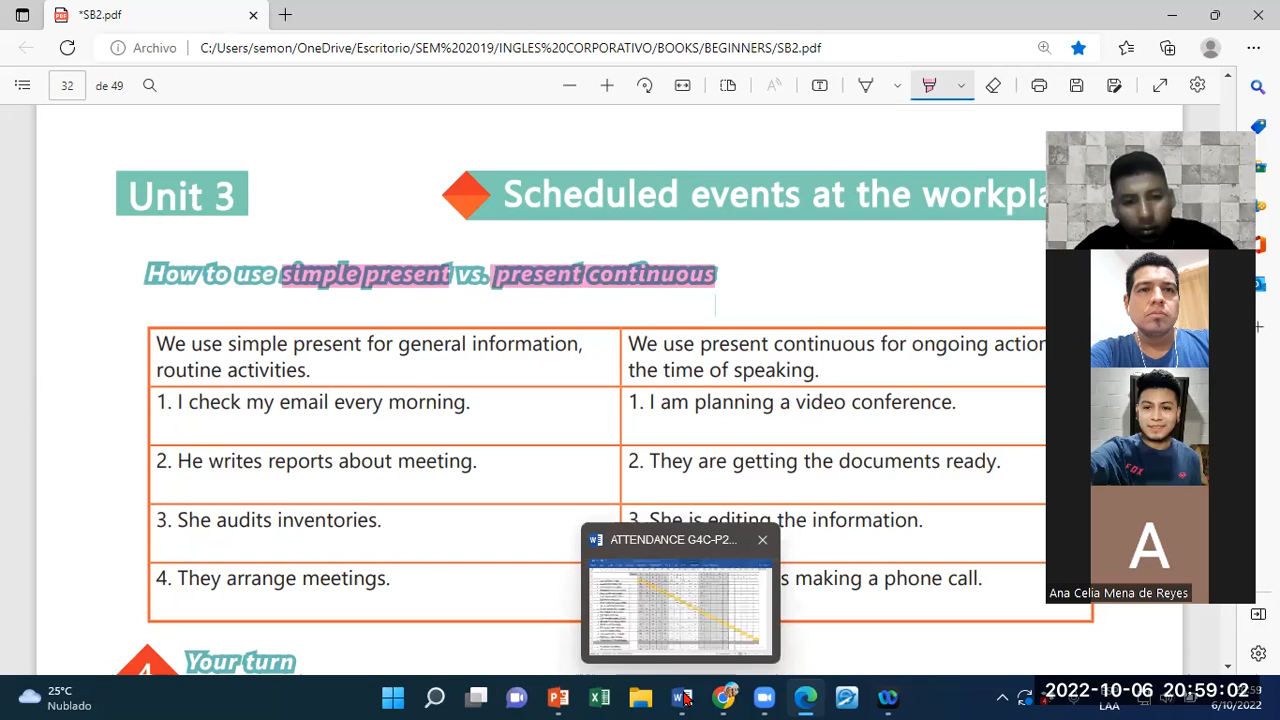 *SB2.pdf
Archivo
C:/Users/semon/OneDrive/Escritorio/SEM%202019/INGLES%20CORPORATIVO/BOOKS/BEGINNERS/SB2.pdf
32
de 49
Unit 3
Scheduled events at the workpla
How to use simple present vs. present continuous
We use simple present for general information,
routine activities.
We use present continuous for ongoing action
the time of speaking.
1. I check my email every morning.
1. I am planning a video conference.
2. He writes reports about meeting.
2. They are getting the documents ready.
3. She audits inventories.
3. She is editing the information.
4. They arrange meetings.
s making a phone call.
4
Your turn
ATTENDANCE G4C-P2...
FOX
A
Ana Celia Mena de Reyes
25°C
Nublado
LAA
6/10/2022
2022-10-06 20:59:02